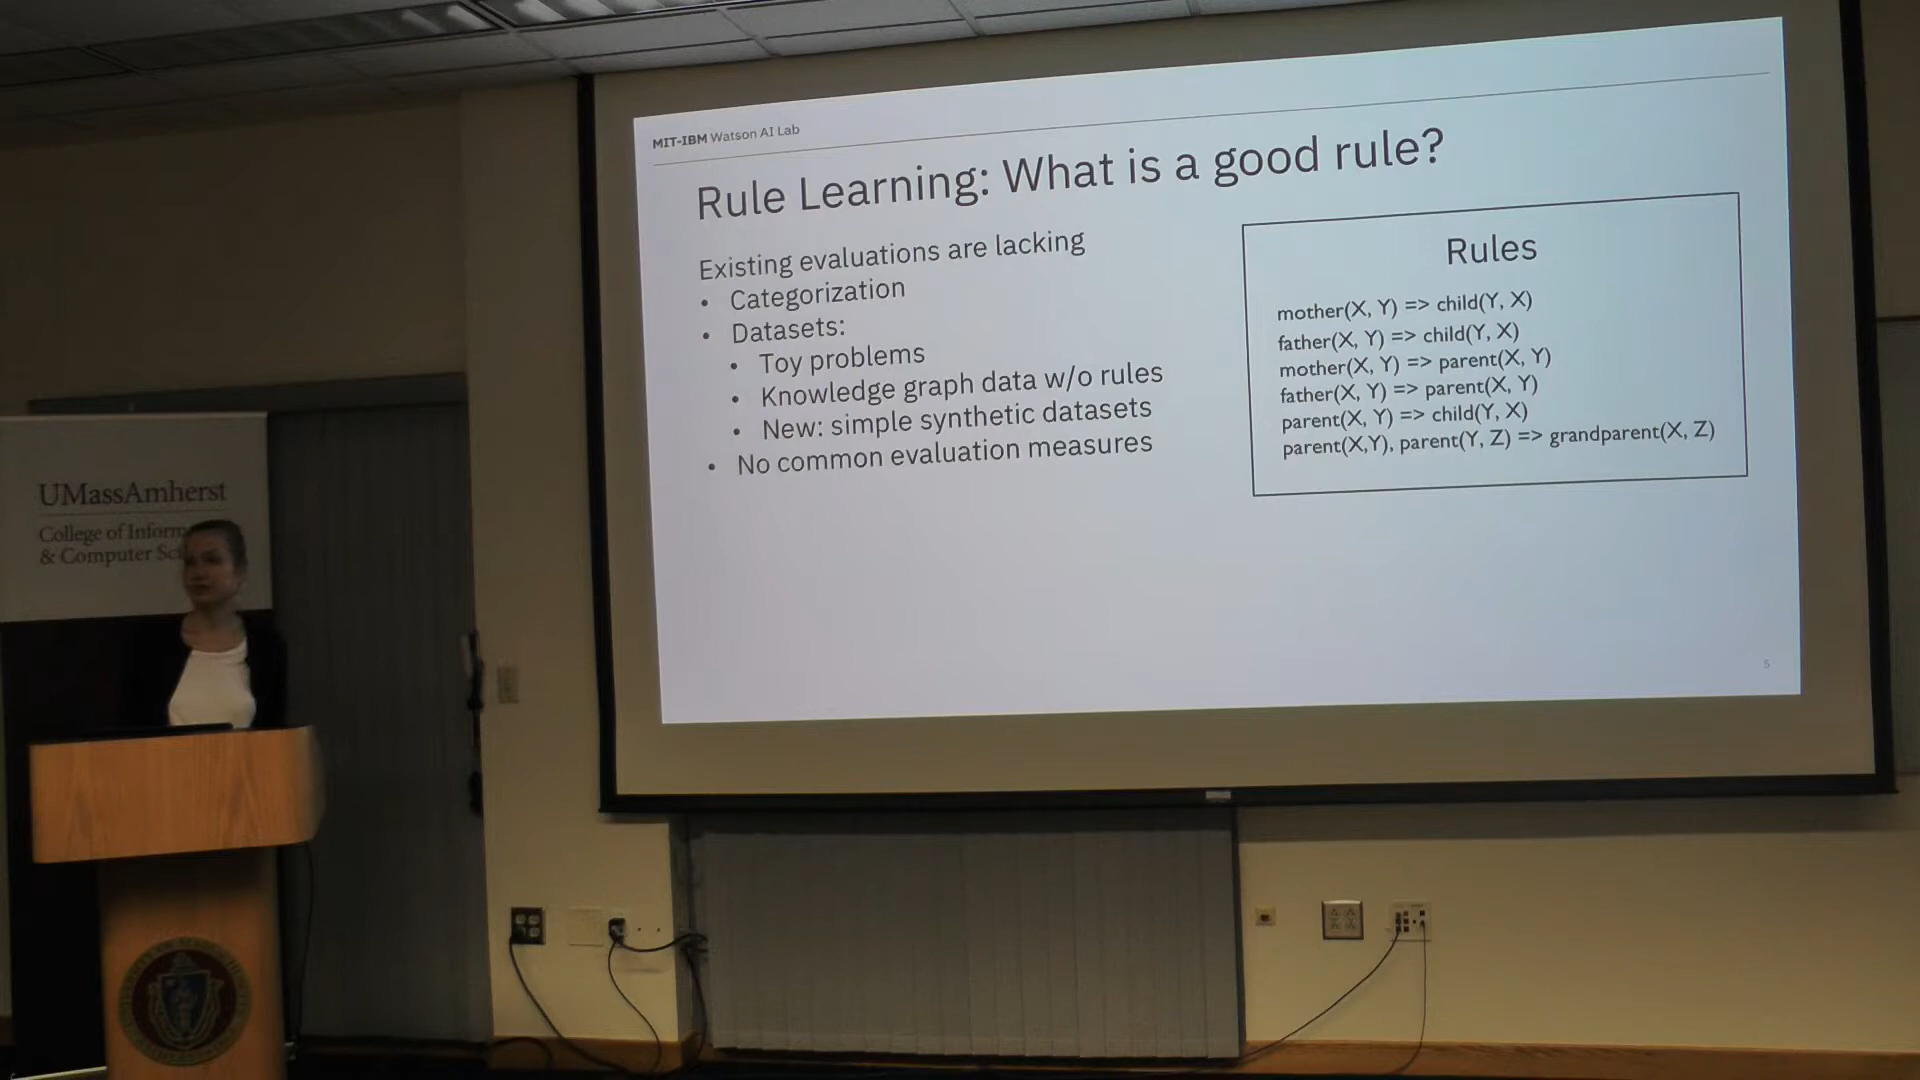 MIT-IBM Watson AI Lab
Rule Learning: What is a good rule?
Existing evaluations are lacking
• Categorization
• Datasets:
• Toy problems
• Knowledge graph data w/o rules
• New: simple synthetic datasets
• No common evaluation measures
Rules
mother(X, Y) => child(Y, X)
father(X, Y) => child(Y, X)
mother(X, Y) => parent(X, Y)
father(X, Y) => parent(X, Y)
parent(X, Y) => child(Y, X)
parent(X,Y), parent(Y, Z) => grandparent(X, Z)
5
UMassAmherst
College of Inform
& Computer Sci